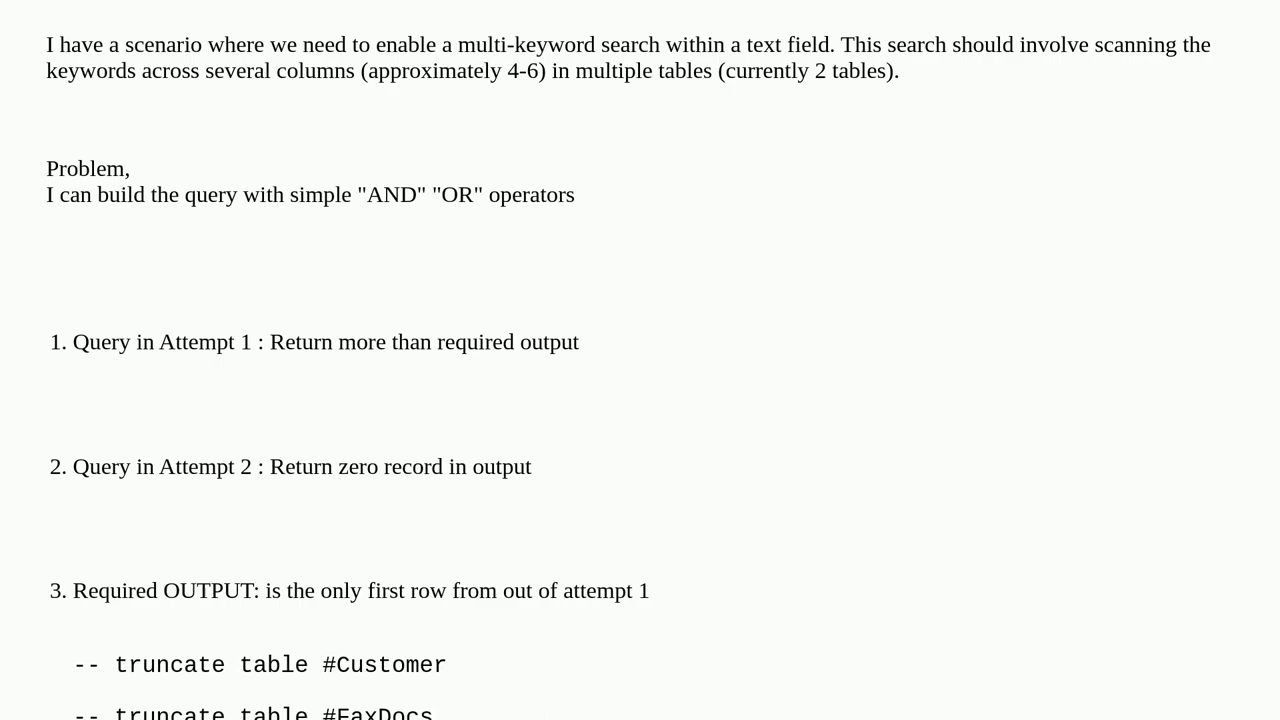 I have a scenario where we need to enable a multi-keyword search within a text field. This search should involve scanning the
keywords across several columns (approximately 4-6) in multiple tables (currently 2 tables).
Problem,
I can build the query with simple "AND" "OR" operators
1. Query in Attempt 1 : Return more than required output
2. Query in Attempt 2 : Return zero record in output
3. Required OUTPUT: is the only first row from out of attempt 1
-- truncate table #Customer
-- truncate table #FaxDocs